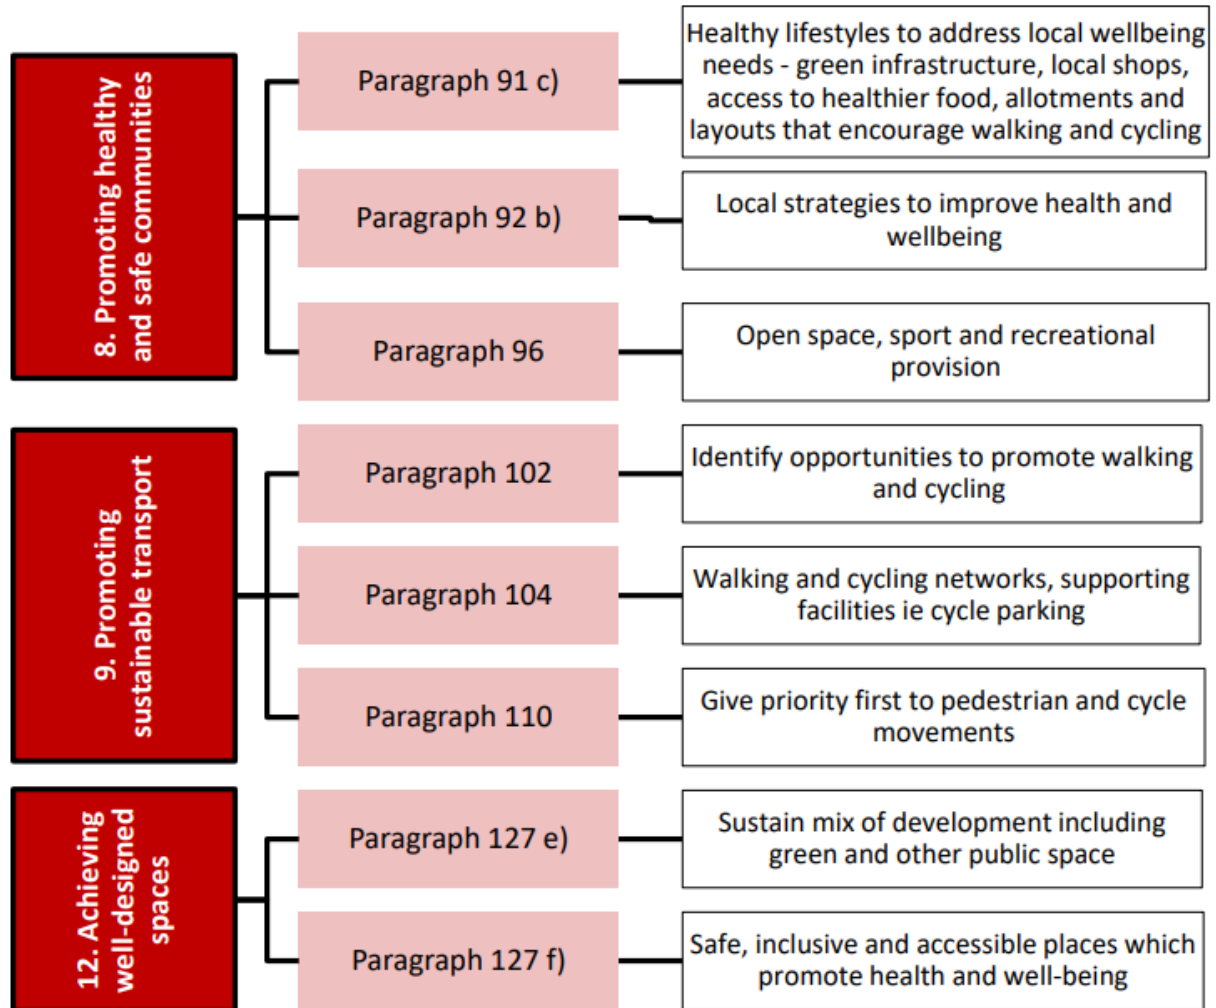 8. Promoting healthy
and safe communities
Paragraph 91 c)
Healthy lifestyles to address local wellbeing
needs - green infrastructure, local shops,
access to healthier food, allotments and
layouts that encourage walking and cycling
Paragraph 92 b)
Local strategies to improve health and
wellbeing
Paragraph 96
Open space, sport and recreational
provision
9. Promoting
sustainable transport
Paragraph 102
Identify opportunities to promote walking
and cycling
Paragraph 104
Walking and cycling networks, supporting
facilities ie cycle parking
Paragraph 110
Give priority first to pedestrian and cycle
movements
12. Achieving
well-designed
spaces
Paragraph 127 e)
Sustain mix of development including
green and other public space
Paragraph 127 f)
Safe, inclusive and accessible places which
promote health and well-being